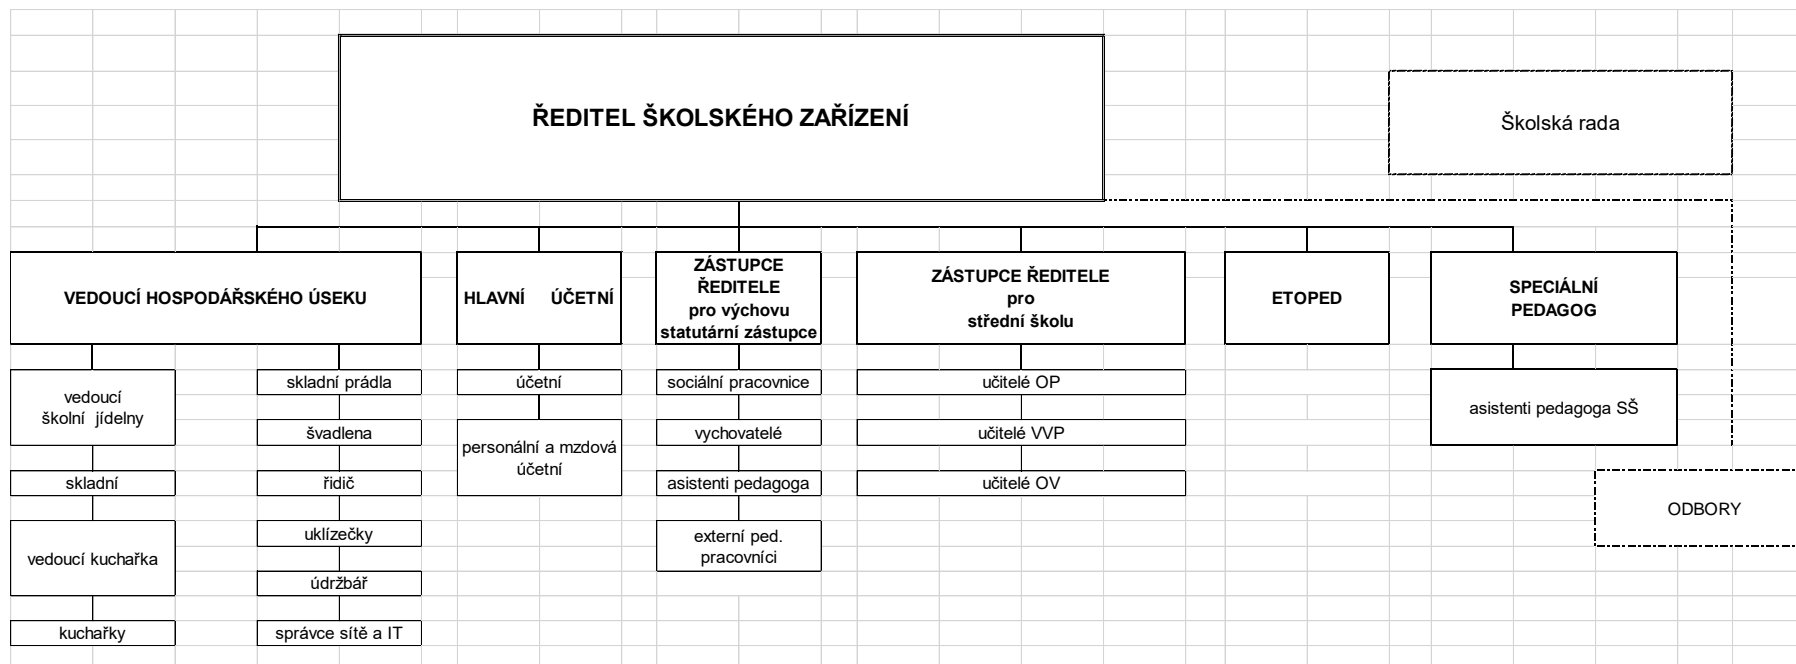 ŘEDITEL ŠKOLSKÉHO ZAŘÍZENÍ
Školská rada
VEDOUCÍ HOSPODÁŘSKÉHO ÚSEKU
HLAVNÍ ÚČETNÍ
ZÁSTUPCE
ŘEDITELE
pro výchovu
statutární zástupce
ZÁSTUPCE ŘEDITELE
pro
střední školu
ETOPED
SPECIÁLNÍ
PEDAGOG
vedoucí
školní jídelny
skladní
vedoucí kuchařka
kuchařky
skladní prádla
švadlena
řidič
uklízečky
údržbář
správce sítě a IT
účetní
personální a mzdová
účetní
sociální pracovnice
vychovatelé
asistenti pedagoga
externí ped.
pracovníci
učitelé OP
učitelé VVP
učitelé OV
asistenti pedagoga SŠ
ODBORY